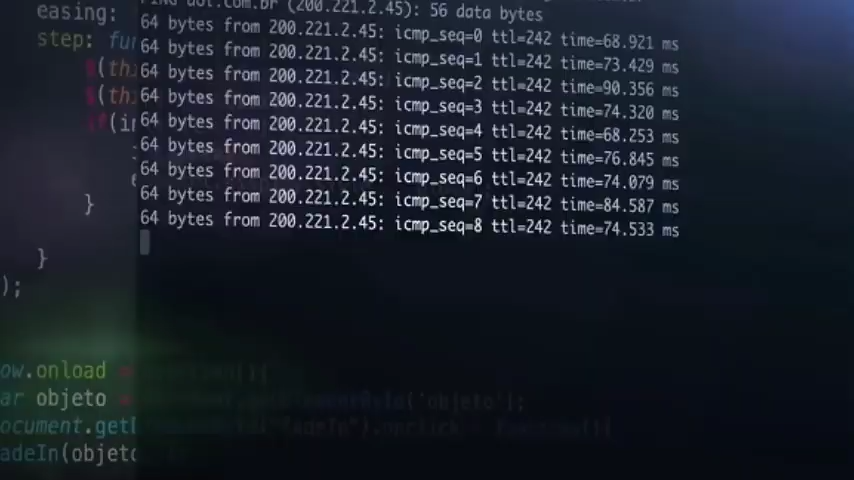 (200.221.2.45): 56 data bytes
64 bytes from 200.221.2.45: icmp_seq=0 ttl=242 time=68.921 ms
64 bytes from 200.221.2.45: icmp_seq=1 ttl=242 time=73.429 ms
64 bytes from 200.221.2.45: icmp_seq=2 ttl=242 time=90.356 ms
64 bytes from 200.221.2.45: icmp_seq=3 ttl=242 time=74.320 ms
64 bytes from 200.221.2.45: icmp_seq=4 ttl=242 time=68.253 ms
64 bytes from 200.221.2.45: icmp_seq=5 ttl=242 time=76.845 ms
64 bytes from 200.221.2.45: icmp_seq=6 ttl=242 time=74.079 ms
64 bytes from 200.221.2.45: icmp_seq=7 ttl=242 time=84.587 ms
64 bytes from 200.221.2.45: icmp_seq=8 ttl=242 time=74.533 ms
easing:
step: fu
$(thi
$(thi
if(in
}
}
);
ow.onload =
ar objeto =
ocument.getE
adeIn(objeto